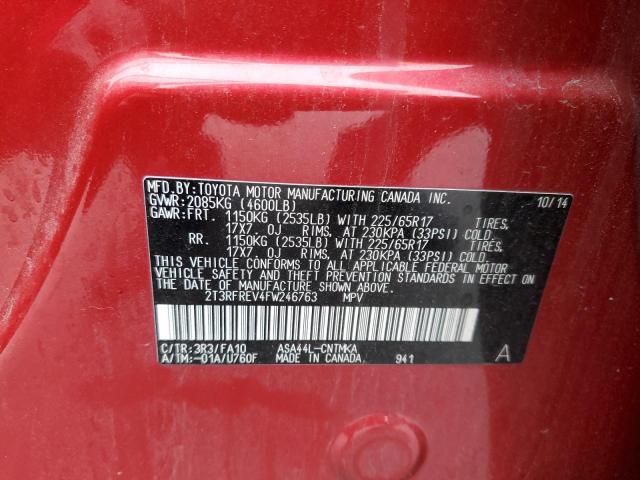 MFD.BY:TOYOTA MOTOR MANUFACTURING CANADA INC. 10/14
GVWR:2085KG (4600LB)
GAWR:FRT. 1150KG (2535LB) WITH 225/65R17 TIRES,
17X7.0J RIMS, AT 230KPA (33PSI) COLD.
RR. 1150KG (2535LB) WITH 225/65R17 TIRES,
17X7.0J RIMS, AT 230KPA (33PSI) COLD.
THIS VEHICLE CONFORMS TO ALL APPLICABLE FEDERAL MOTOR
VEHICLE SAFETY AND THEFT PREVENTION STANDARDS IN EFFECT ON
THE DATE OF MANUFACTURE SHOWN ABOVE.
2T3RFREV4FW246763 MPV
C/TR:3R3/FA10 ASA44L-CNTMKA
A/TM:-01A/U760F MADE IN CANADA. 941 A